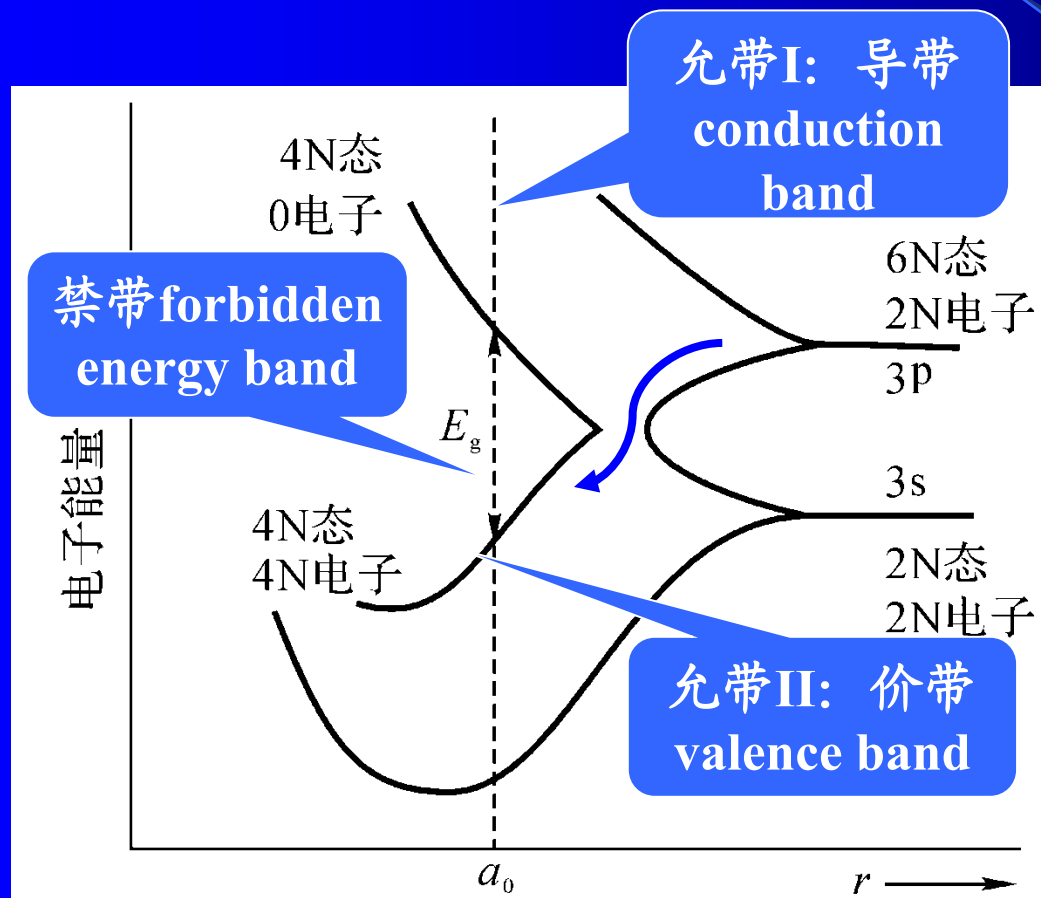 允带I：导带
conduction
band
4N态
0电子
6N态
2N电子
3p
禁带forbidden
energy band
E_g
电子能量
3s
4N态
4N电子
2N态
2N电子
允带II：价带
valence band
a_0
r